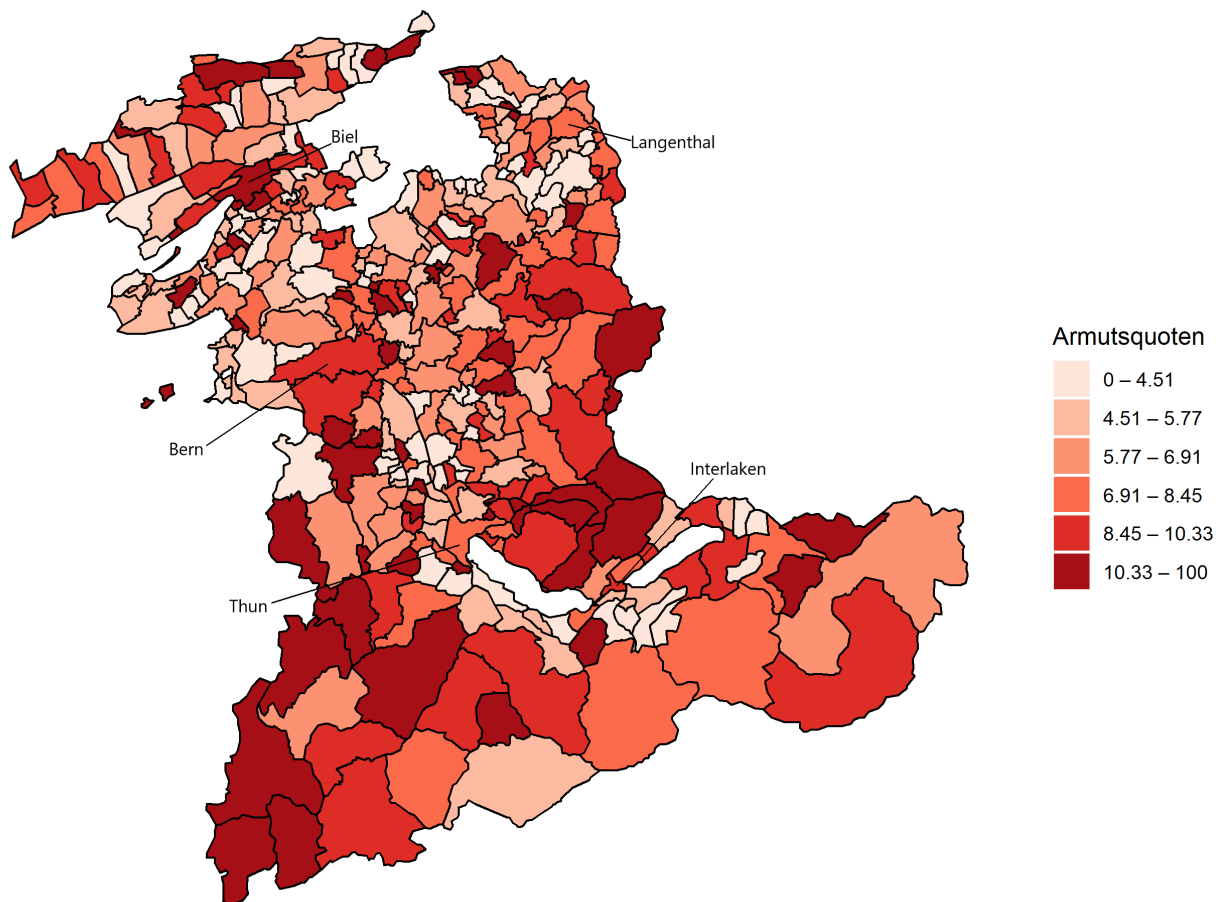 Biel
Langenthal
Armutsquoten
0 – 4.51
4.51 – 5.77
5.77 – 6.91
6.91 – 8.45
8.45 – 10.33
10.33 – 100
Bern
Interlaken
Thun